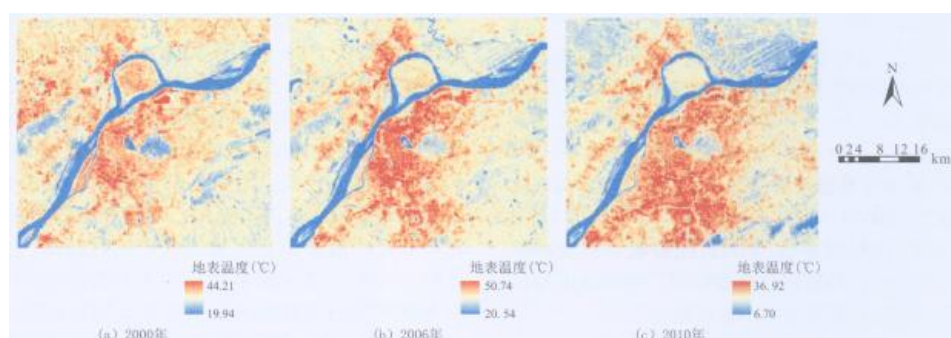 N
0 2 4 8 12 16
km
地表温度(℃)
44.21
19.94
(a) 2000年
地表温度(℃)
50.74
20.54
(b) 2006年
地表温度(℃)
36.92
6.70
(c) 2010年